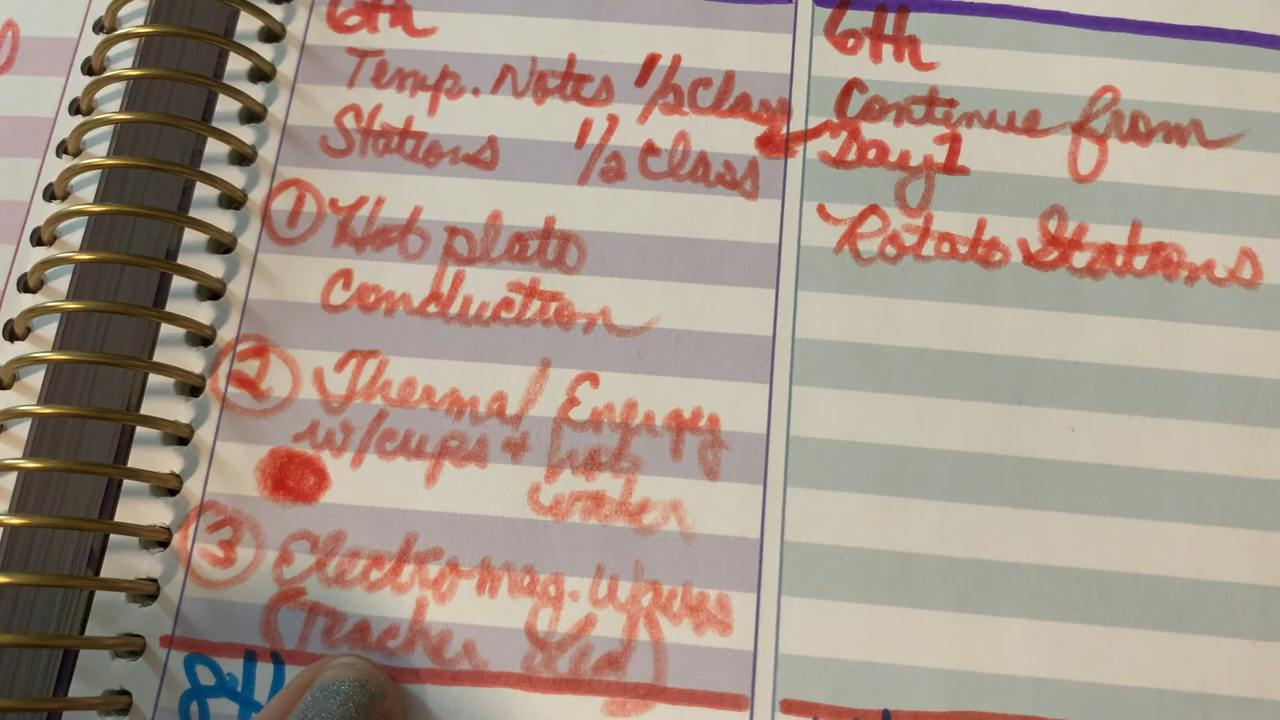 6th
Temp. Notes 1/2 Class
Stations 1/2 Class
① Hot plate
Conduction
② Thermal Energy
w/cups + hot
water
③ Electromag. Waves
(Teacher led)
8th
6th
Continue from
Day 1
Rotate Stations